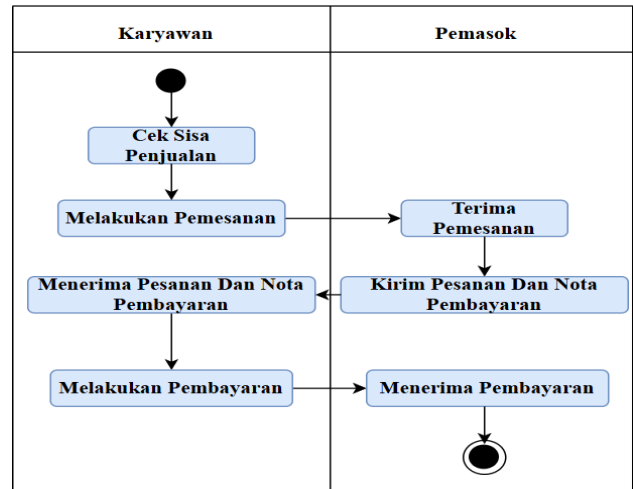 Karyawan
Pemasok
Cek Sisa
Penjualan
Melakukan Pemesanan
Terima
Pemesanan
Menerima Pesanan Dan Nota
Pembayaran
Kirim Pesanan Dan Nota
Pembayaran
Melakukan Pembayaran
Menerima Pembayaran